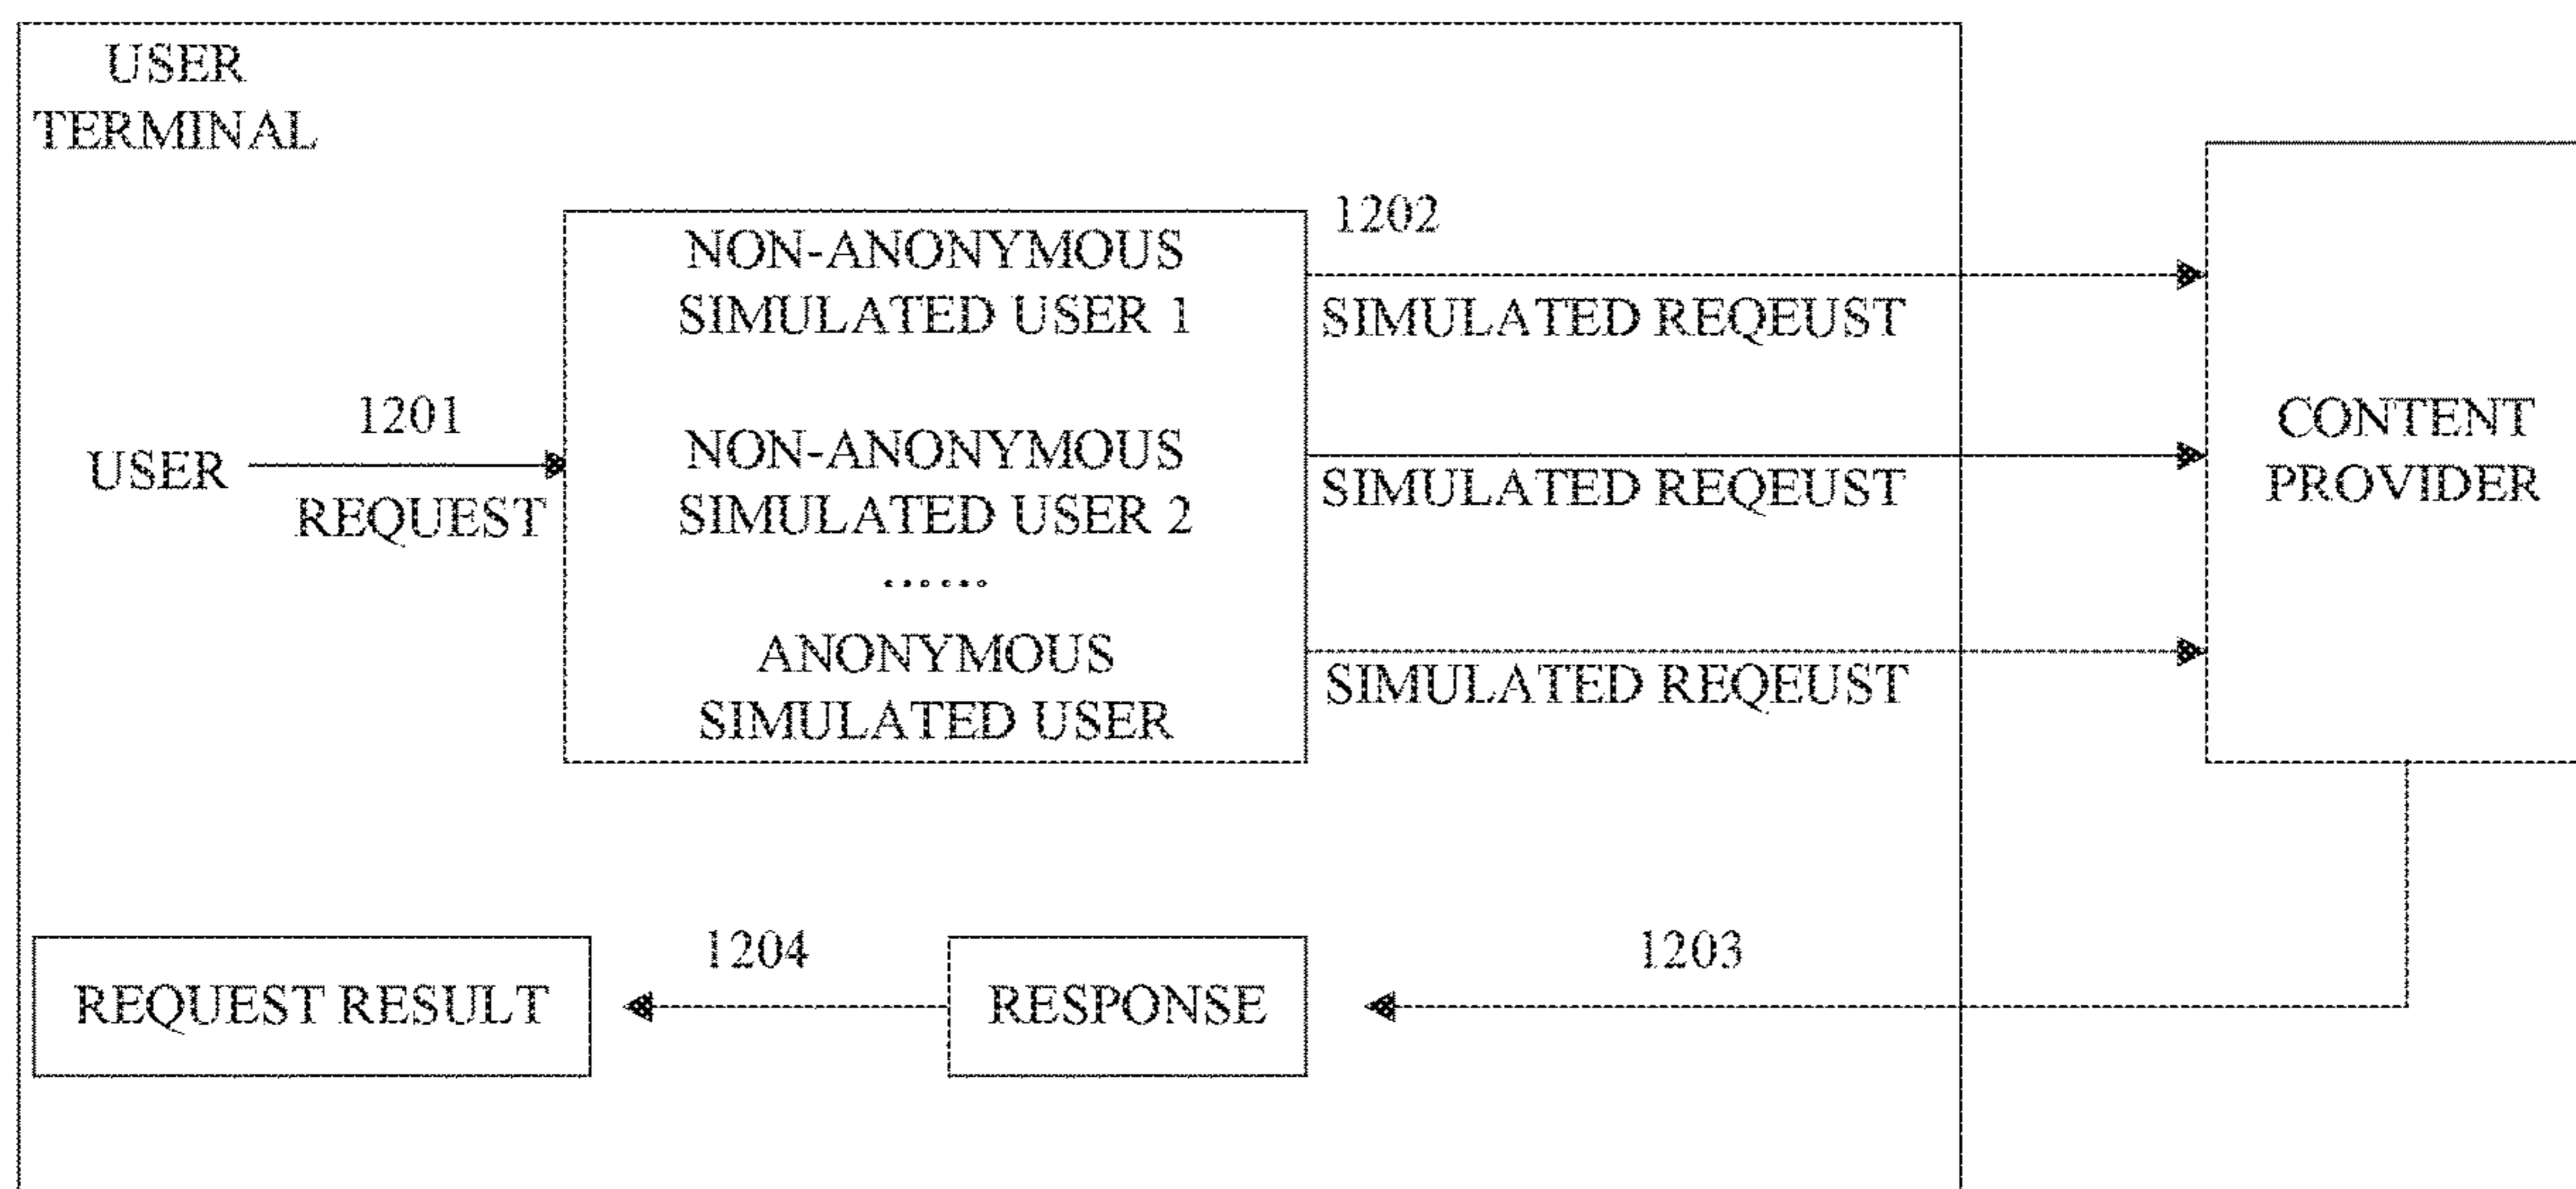 USER
TERMINAL
1202
NON-ANONYMOUS
SIMULATED USER 1
SIMULATED REQEUST
1201
USER
REQUEST
NON-ANONYMOUS
SIMULATED USER 2
......
SIMULATED REQEUST
CONTENT
PROVIDER
ANONYMOUS
SIMULATED USER
SIMULATED REQEUST
1204
1203
REQUEST RESULT
RESPONSE